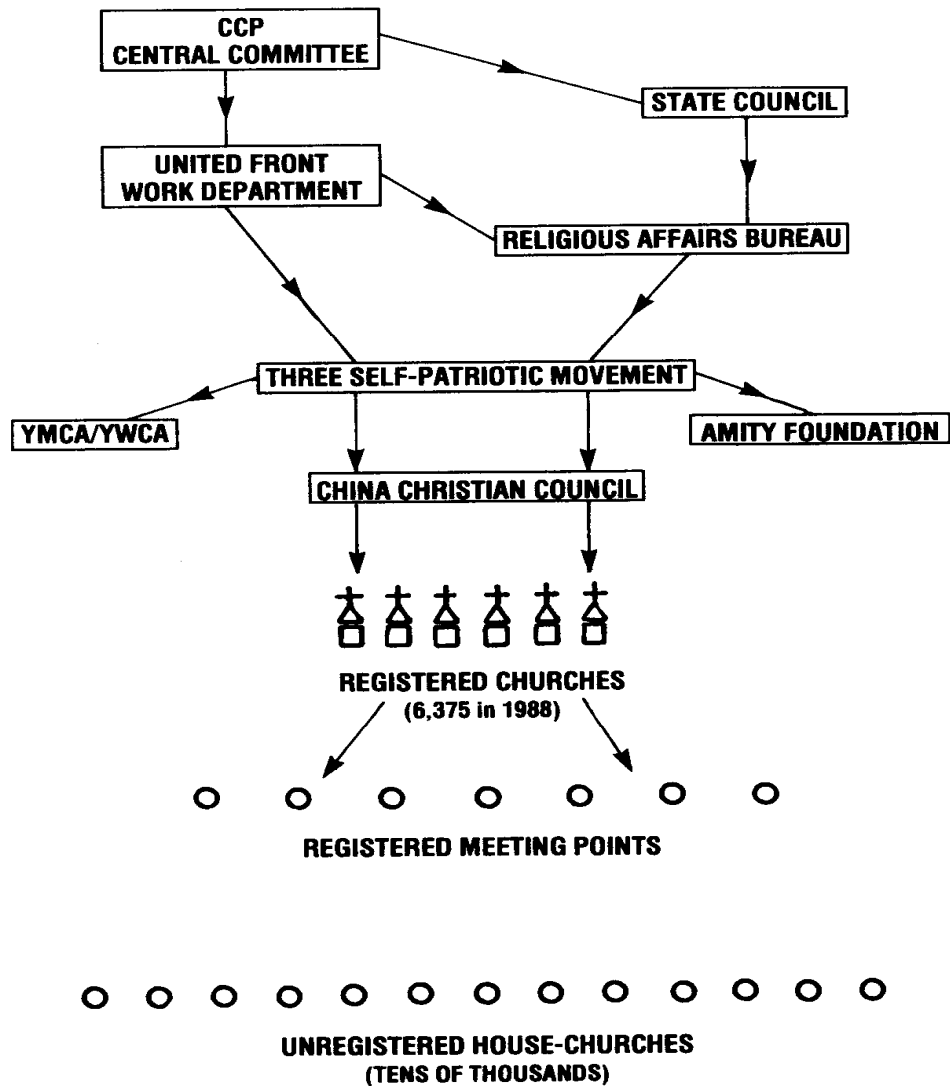 CCP
CENTRAL COMMITTEE
STATE COUNCIL
UNITED FRONT
WORK DEPARTMENT
RELIGIOUS AFFAIRS BUREAU
THREE SELF-PATRIOTIC MOVEMENT
YMCA/YWCA
AMITY FOUNDATION
CHINA CHRISTIAN COUNCIL
REGISTERED CHURCHES
(6,375 in 1988)
REGISTERED MEETING POINTS
UNREGISTERED HOUSE-CHURCHES
(TENS OF THOUSANDS)